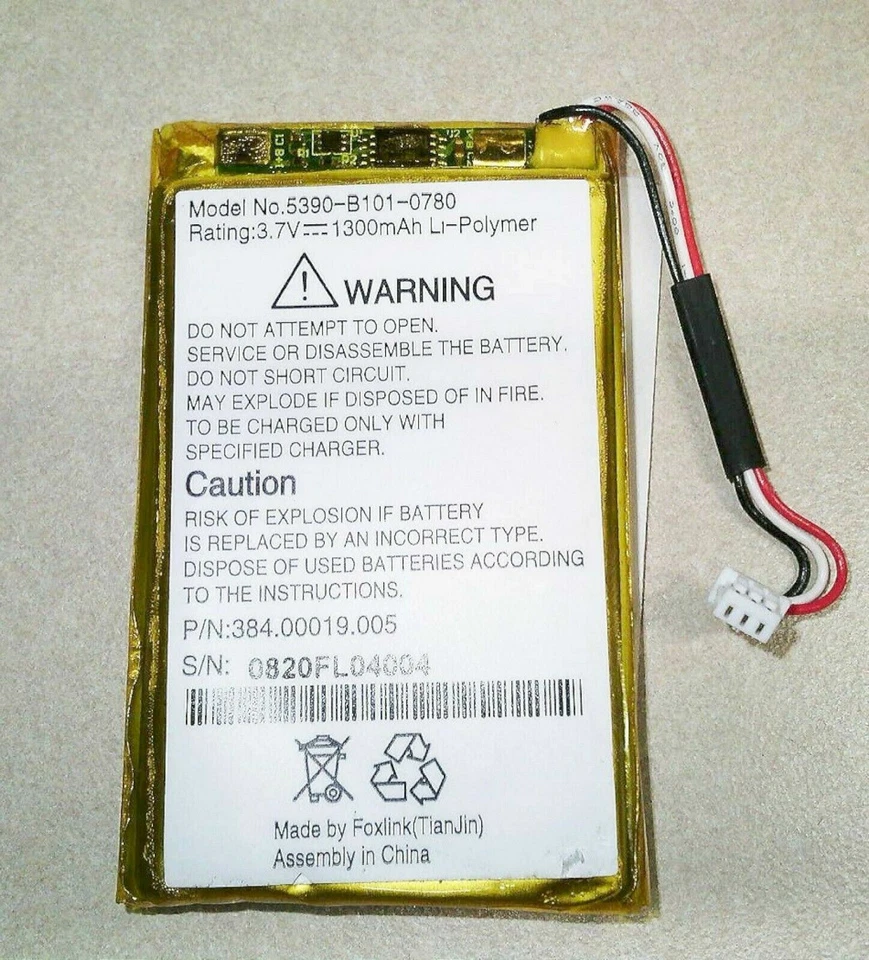 Model No.5390-B101-0780
Rating:3.7V⎓1300mAh Li-Polymer
WARNING
DO NOT ATTEMPT TO OPEN.
SERVICE OR DISASSEMBLE THE BATTERY.
DO NOT SHORT CIRCUIT.
MAY EXPLODE IF DISPOSED OF IN FIRE.
TO BE CHARGED ONLY WITH
SPECIFIED CHARGER.
Caution
RISK OF EXPLOSION IF BATTERY
IS REPLACED BY AN INCORRECT TYPE.
DISPOSE OF USED BATTERIES ACCORDING
TO THE INSTRUCTIONS.
P/N:384.00019.005
S/N: 0820FL04004
Made by Foxlink(TianJin)
Assembly in China